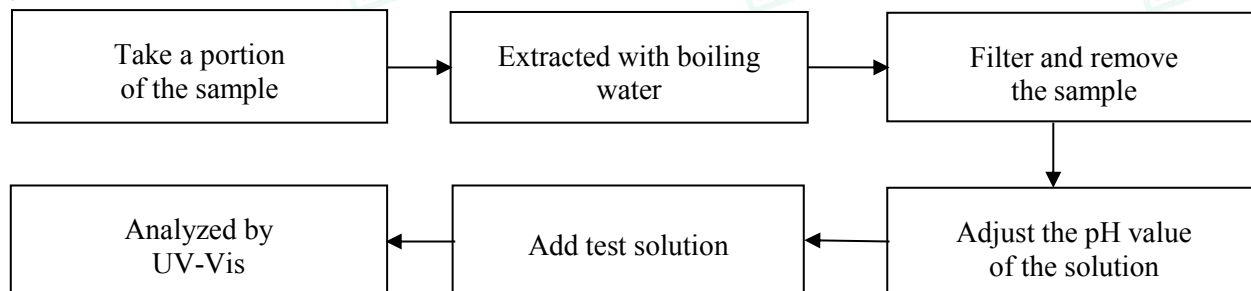 Take a portion
of the sample
Extracted with boiling
water
Filter and remove
the sample
Adjust the pH value
of the solution
Add test solution
Analyzed by
UV-Vis